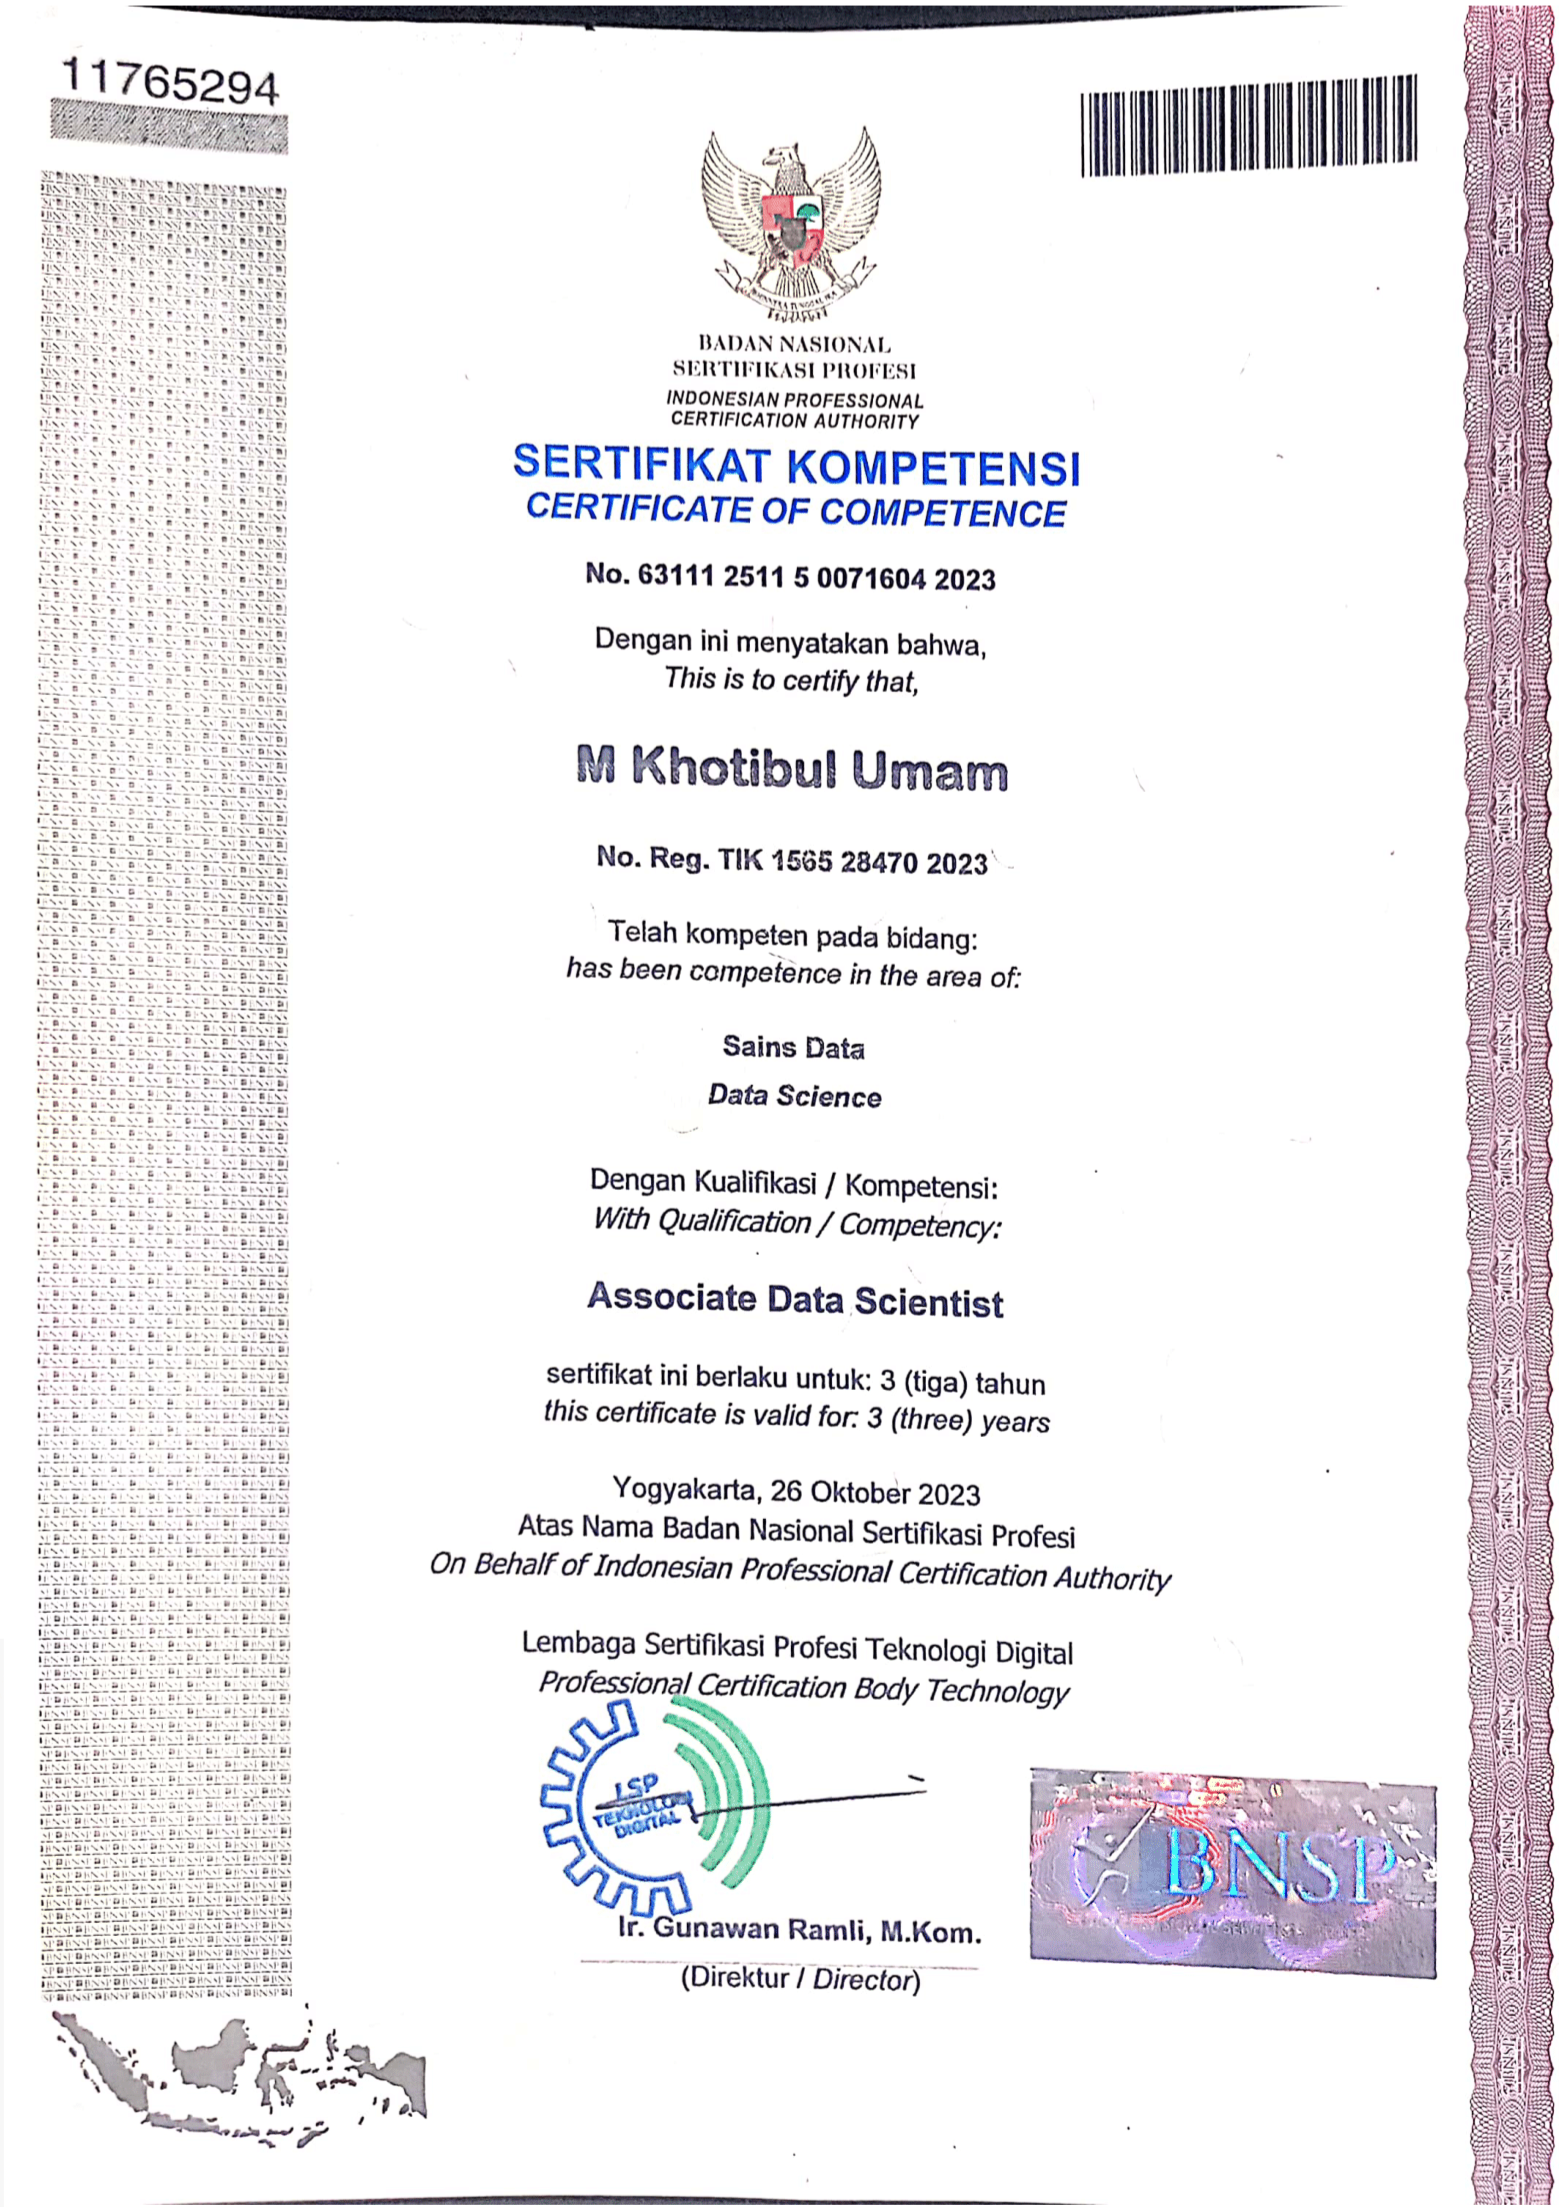 11765294
BADAN NASIONAL
SERTIFIKASI PROFESI
INDONESIAN PROFESSIONAL
CERTIFICATION AUTHORITY
SERTIFIKAT KOMPETENSI
CERTIFICATE OF COMPETENCE
No. 63111 2511 5 0071604 2023
Dengan ini menyatakan bahwa,
This is to certify that,
M Khotibul Umam
No. Reg. TIK 1565 28470 2023
Telah kompeten pada bidang:
has been competence in the area of:
Sains Data
Data Science
Dengan Kualifikasi / Kompetensi:
With Qualification / Competency:
Associate Data Scientist
sertifikat ini berlaku untuk: 3 (tiga) tahun
this certificate is valid for: 3 (three) years
Yogyakarta, 26 Oktober 2023
Atas Nama Badan Nasional Sertifikasi Profesi
On Behalf of Indonesian Professional Certification Authority
Lembaga Sertifikasi Profesi Teknologi Digital
Professional Certification Body Technology
LSP
TEKNOLOGI
DIGITAL
BNSP
Ir. Gunawan Ramli, M.Kom.
(Direktur / Director)